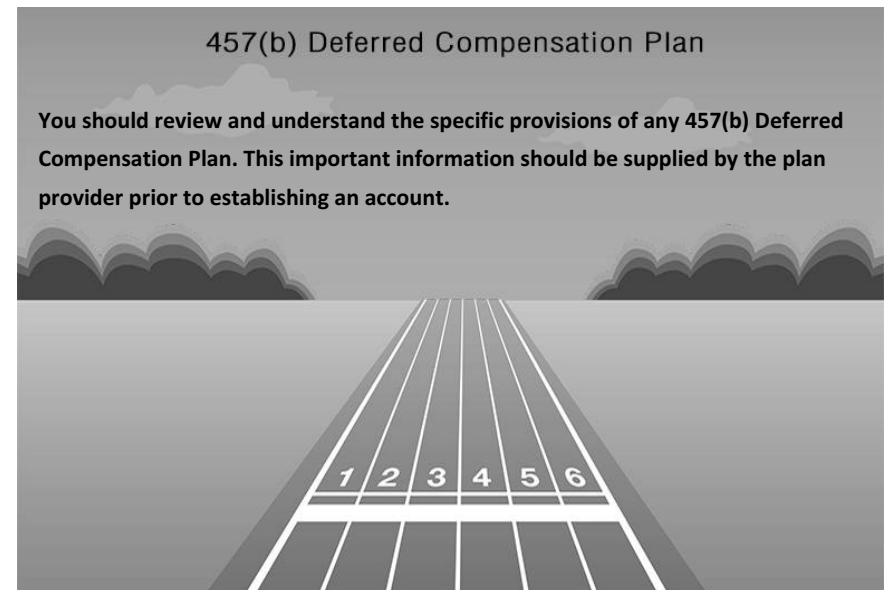 457(b) Deferred Compensation Plan
You should review and understand the specific provisions of any 457(b) Deferred
Compensation Plan. This important information should be supplied by the plan
provider prior to establishing an account.
1 2 3 4 5 6